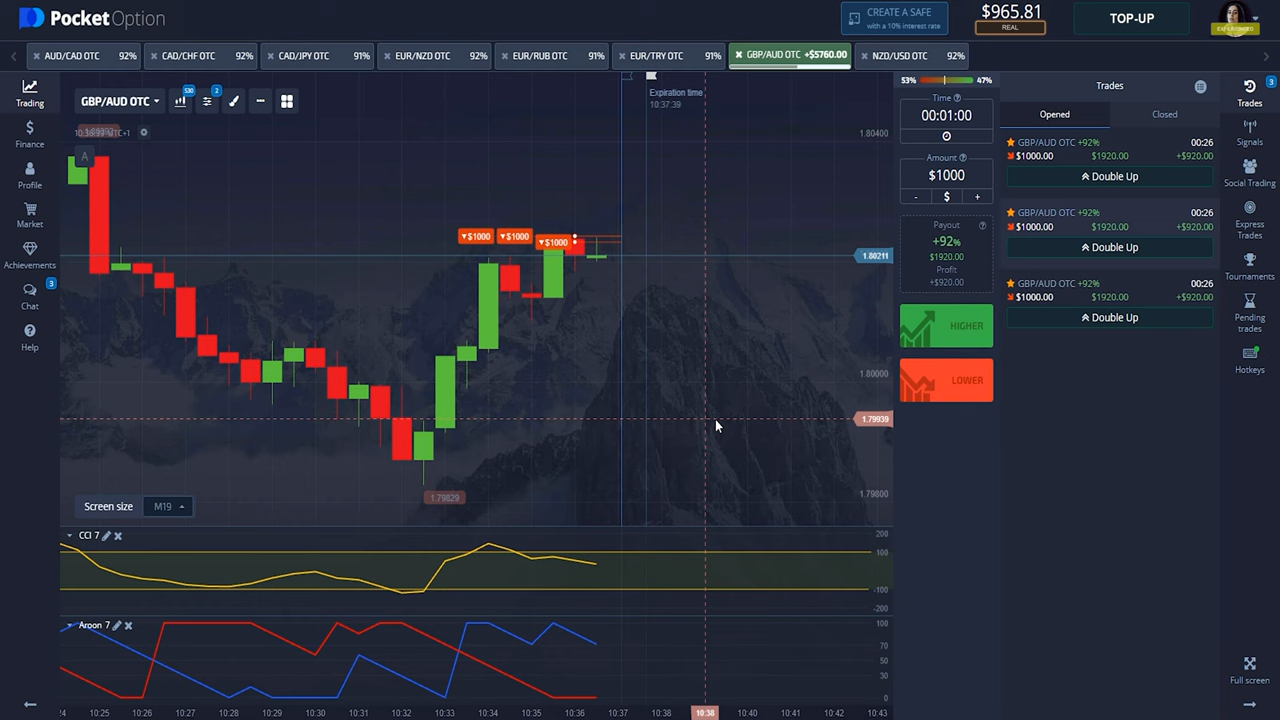 PocketOption
CREATE A SAFE
with a 10% interest rate
$965.81
REAL
TOP-UP
AUD/CAD OTC 92%
CAD/CHF OTC 92%
CAD/JPY OTC 91%
EUR/NZD OTC 92%
EUR/RUB OTC 91%
EUR/TRY OTC 91%
GBP/AUD OTC +$5760.00
NZD/USD OTC 92%
Trading
Finance
Profile
Market
Achievements
Chat
3
Help
GBP/AUD OTC
530
2
UTC+1
A
Expiration time
10:37:39
$1000
$1000
$1000
1.80400
1.80211
1.80000
1.79939
1.79800
1.79829
Screen size
M19
CCI 7
200
100
-100
-200
Aroon 7
100
70
50
30
0
24 10:25 10:26 10:27 10:28 10:29 10:30 10:31 10:32 10:33 10:34 10:35 10:36 10:37 10:38 10:38 10:40 10:41 10:42 10:43
53% 47%
Time
00:01:00
Amount
$1000
- $ +
Payout
+92%
$1920.00
Profit
+$920.00
HIGHER
LOWER
Trades
Opened
Closed
GBP/AUD OTC +92% 00:26
$1000.00 $1920.00 +$920.00
Double Up
GBP/AUD OTC +92% 00:26
$1000.00 $1920.00 +$920.00
Double Up
GBP/AUD OTC +92% 00:26
$1000.00 $1920.00 +$920.00
Double Up
3
Trades
Signals
Social Trading
Express
Trades
Tournaments
Pending
trades
Hotkeys
Full screen